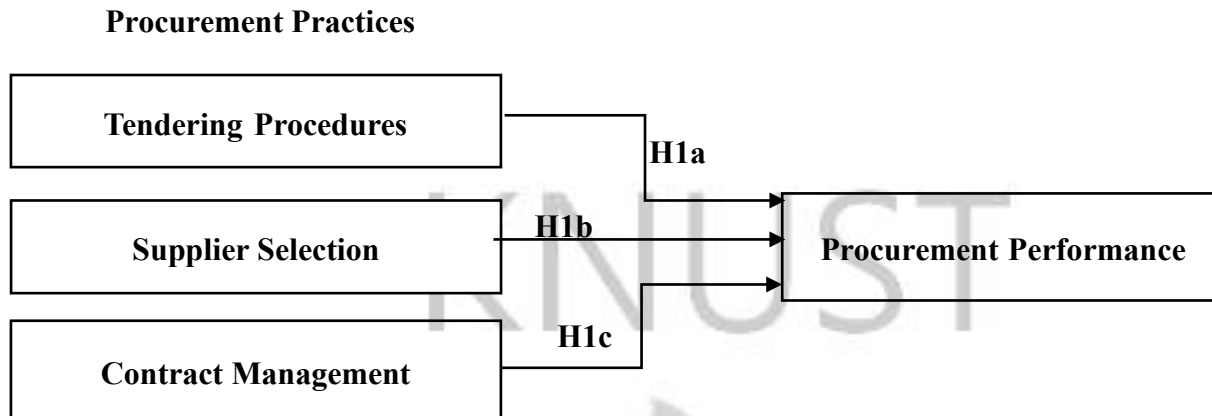 Procurement Practices
Tendering Procedures
H1a
KNUST
Supplier Selection
H1b
Procurement Performance
H1c
Contract Management